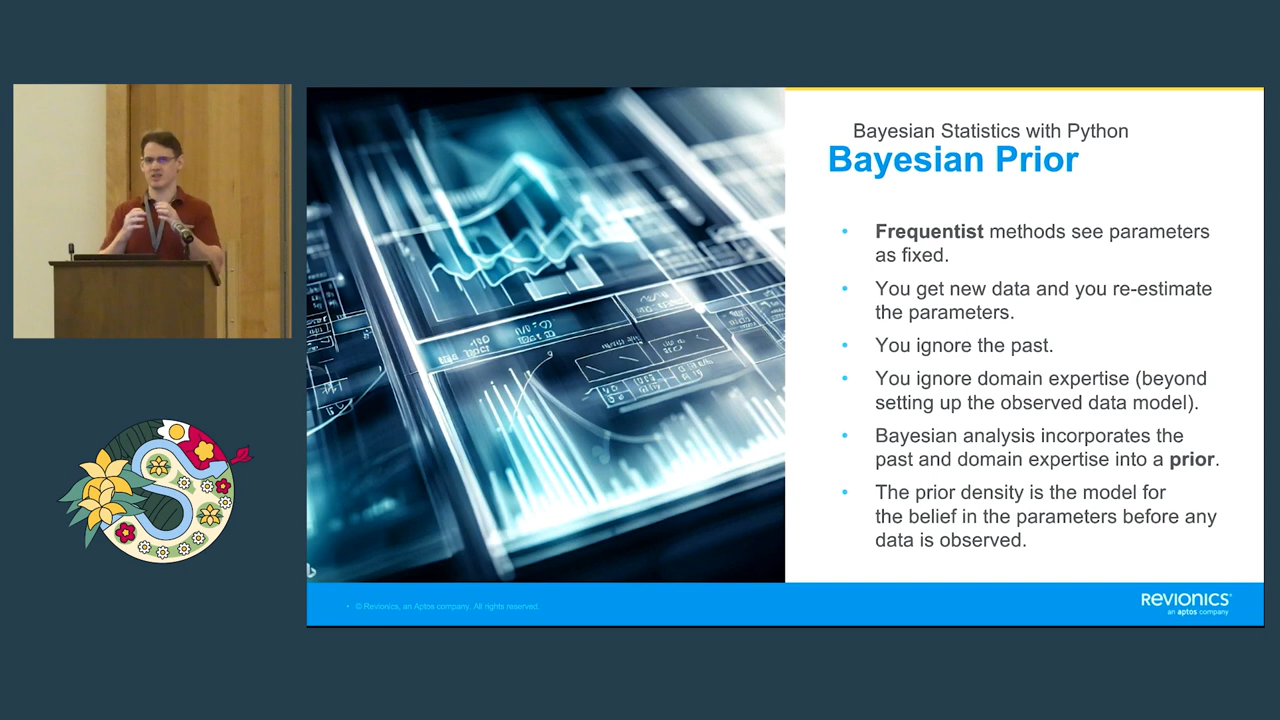 Bayesian Statistics with Python
Bayesian Prior
• Frequentist methods see parameters
as fixed.
• You get new data and you re-estimate
the parameters.
• You ignore the past.
• You ignore domain expertise (beyond
setting up the observed data model).
• Bayesian analysis incorporates the
past and domain expertise into a prior.
• The prior density is the model for
the belief in the parameters before any
data is observed.
• © Revionics, an Aptos company. All rights reserved.
REVIONICS
an aptos company